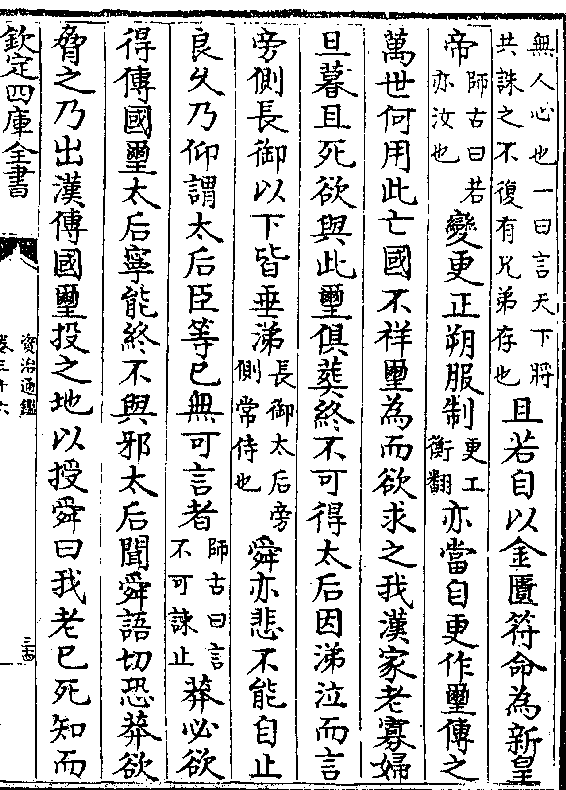 無人心也一曰言天下將共誅之不復有兄弟存也且若自以金匱符命為新皇
帝師古曰若亦汝也變更正朔服制更工衡翻亦當自更作璽傳之
萬世何用此亡國不祥璽為而欲求之我漢家老寡婦
旦暮且死欲與此璽俱葬終不可得太后因涕泣而言
旁側長御以下皆垂涕長御太后旁側常侍也舜亦悲不能自止
良乆乃仰謂太后臣等已無可言者師古曰言不可諌止莽必欲
得傳國璽太后寧能終不與邪太后聞舜語切恐莽欲
脅之乃出漢傳國璽投之地以授舜曰我老已死知而
欽定四庫全書
資治通鑑
卷三十六
三西